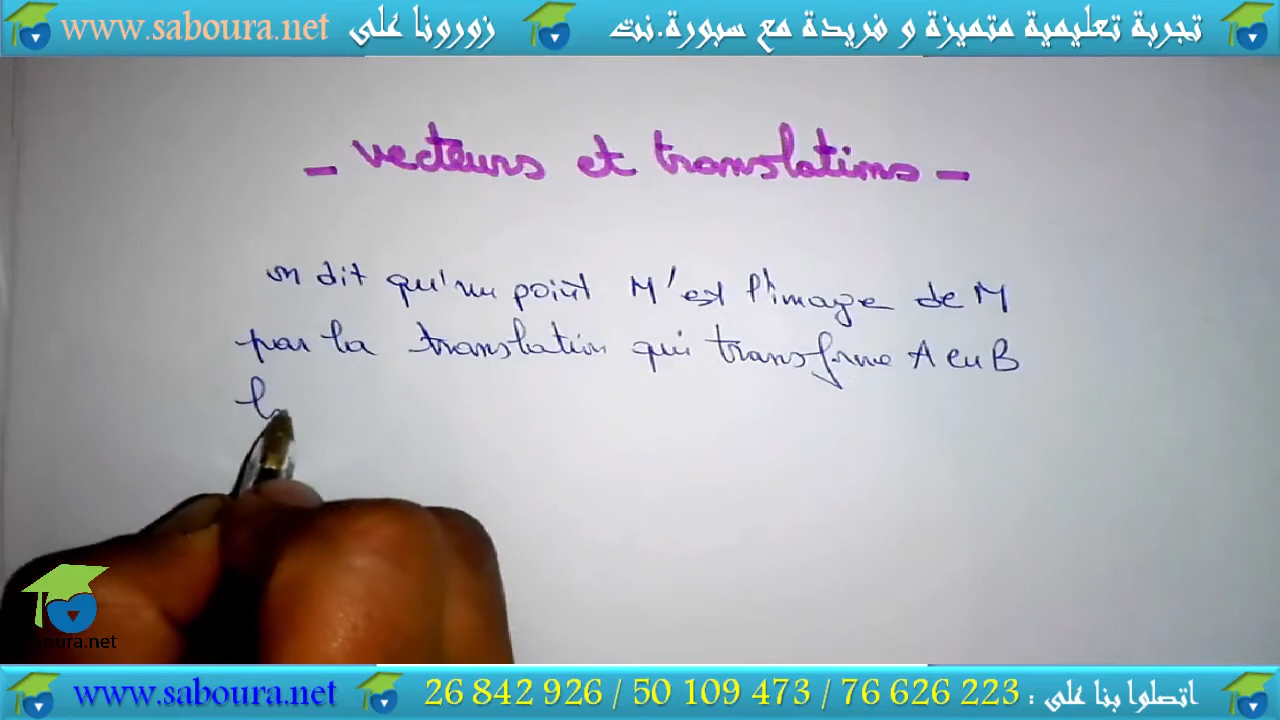 تجربة تعليمية متميزة و فريدة مع سبورة.نت زورونا على www.saboura.net
- vecteurs et translations -
on dit qu'un point M' est l'image de M
par la translation qui transforme A en B
saboura.net
اتصلوا بنا على : 26 842 926 / 50 109 473 / 76 626 223 www.saboura.net